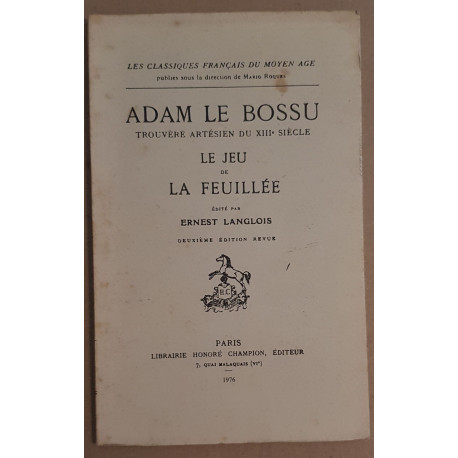 LES CLASSIQUES FRANÇAIS DU MOYEN AGE
publiés sous la direction de Mario Roques
ADAM LE BOSSU
TROUVÈRE ARTÉSIEN DU XIIIe SIÈCLE
LE JEU
DE
LA FEUILLÉE
ÉDITÉ PAR
ERNEST LANGLOIS
DEUXIÈME ÉDITION REVUE
PARIS
LIBRAIRIE HONORÉ CHAMPION, ÉDITEUR
7, QUAI MALAQUAIS (VIe)
1976